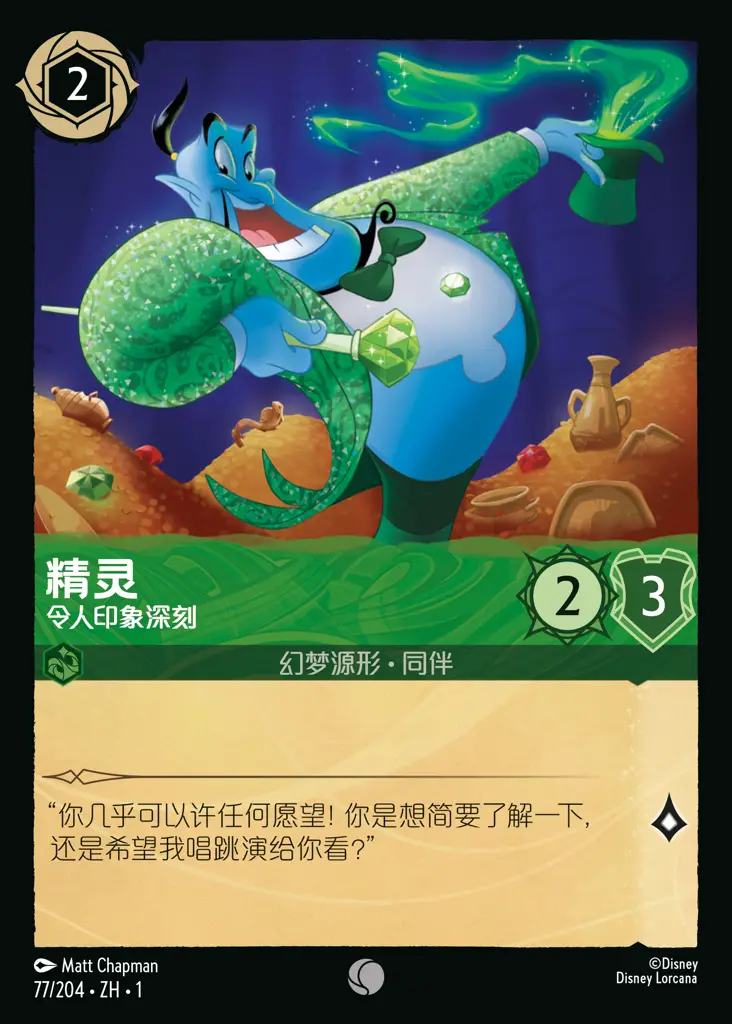 2
精灵
令人印象深刻
2
3
幻梦源形 • 同伴
“你几乎可以许任何愿望! 你是想简要了解一下,
还是希望我唱跳演给你看?”
Matt Chapman
77/204 • ZH • 1
©Disney
Disney Lorcana